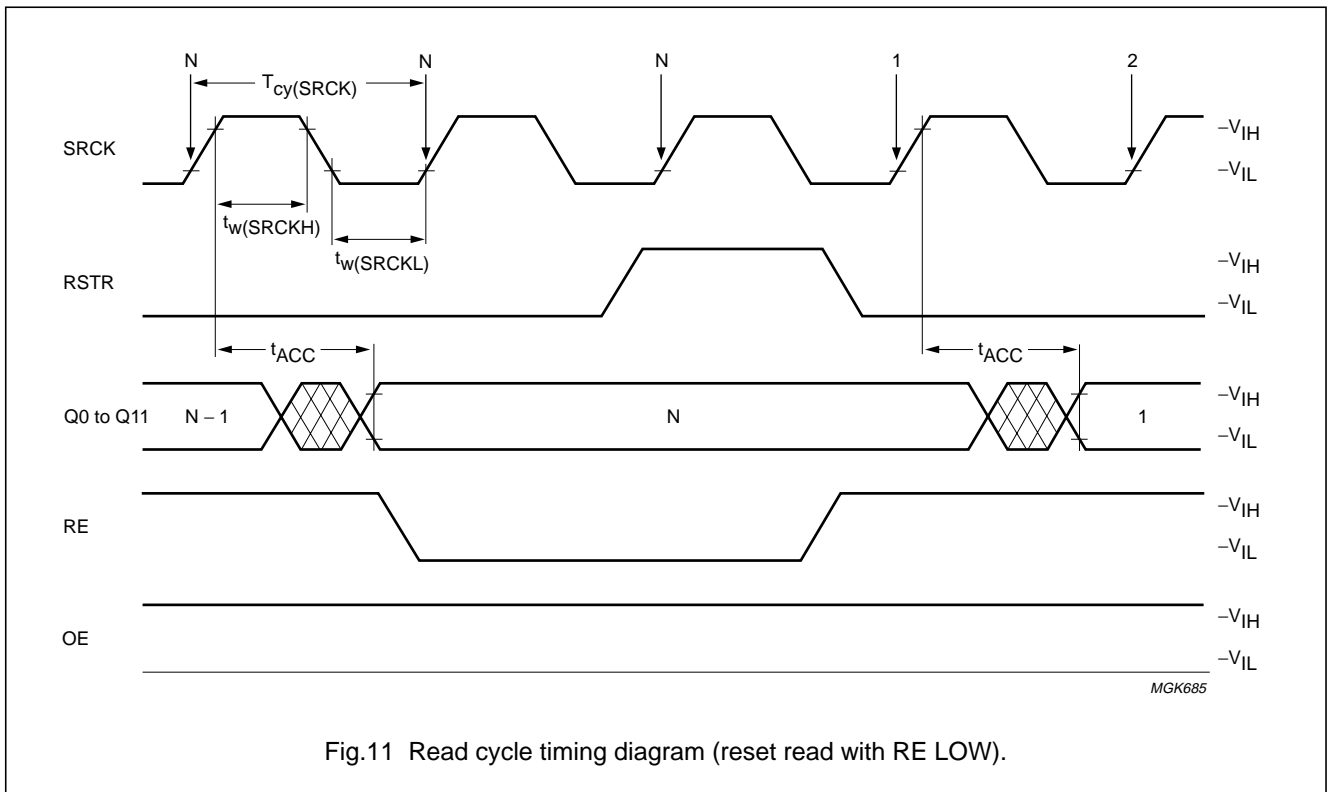 N N N 1 2
Tcy(SRCK)
SRCK
–VIH
–VIL
tw(SRCKH)
tw(SRCKL)
RSTR
–VIH
–VIL
tACC tACC
Q0 to Q11 N – 1 N 1
–VIH
–VIL
RE
–VIH
–VIL
OE
–VIH
–VIL
MGK685
Fig.11 Read cycle timing diagram (reset read with RE LOW).